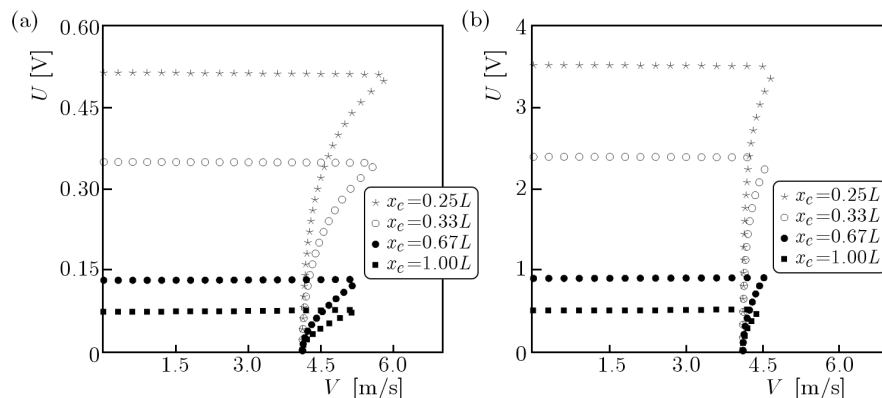 (a)
U [V]
0.60
0.45
0.30
0.15
0
1.5 3.0 4.5 6.0
V [m/s]
x_c=0.25L
x_c=0.33L
x_c=0.67L
x_c=1.00L
(b)
U [V]
4
3
2
1
0
1.5 3.0 4.5 6.0
V [m/s]
x_c=0.25L
x_c=0.33L
x_c=0.67L
x_c=1.00L